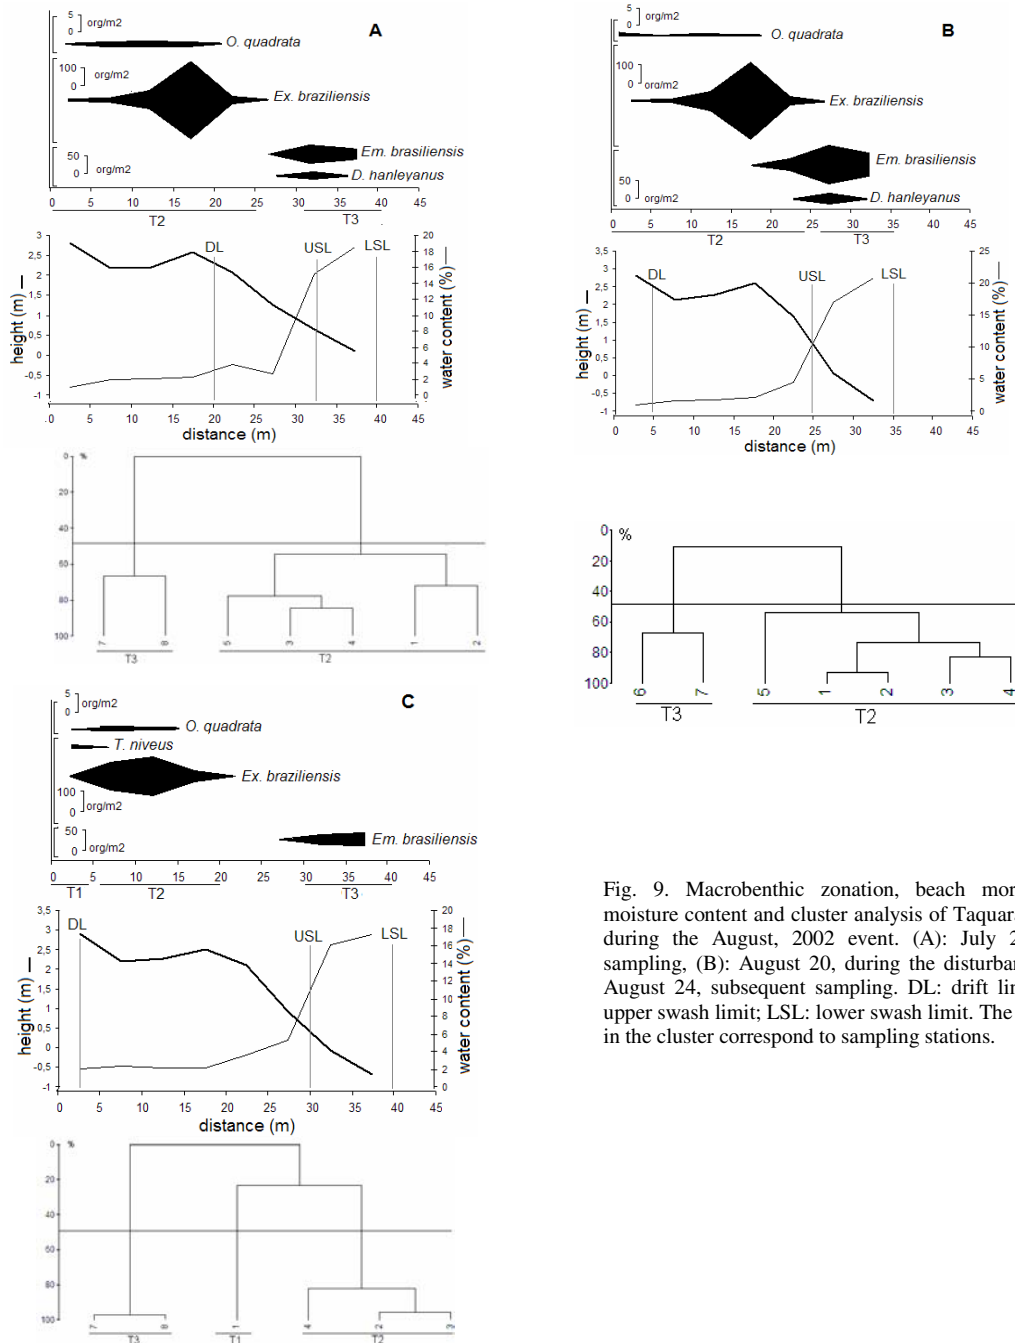 5
0
org/m2
A
O. quadrata
100
0
org/m2
Ex. braziliensis
50
0
org/m2
Em. brasiliensis
D. hanleyanus
0 5 10 15 20 25 30 35 40 45
T2 T3
3
2,5
2
1,5
1
0,5
0
-0,5
-1
height (m)
DL USL LSL
20
18
16
14
12
10
8
6
4
2
0
water content (%)
0 5 10 15 20 25 30 35 40 45
distance (m)
0 %
20
40
60
80
100
7 8 5 3 4 1 2
T3 T2
5
0
org/m2
B
O. quadrata
100
0
org/m2
Ex. braziliensis
Em. brasiliensis
50
0
org/m2
D. hanleyanus
0 5 10 15 20 25 30 35 40 45
T2 T3
3,5
3
2,5
2
1,5
1
0,5
0
-0,5
-1
height (m)
DL USL LSL
25
20
15
10
5
0
water content (%)
0 5 10 15 20 25 30 35 40 45
distance (m)
0 %
20
40
60
80
100
6 7 5 1 2 3 4
T3 T2
5
0
org/m2
C
O. quadrata
T. niveus
Ex. braziliensis
100
0
org/m2
50
0
org/m2
Em. brasiliensis
0 5 10 15 20 25 30 35 40 45
T1 T2 T3
3,5
3
2,5
2
1,5
1
0,5
0
-0,5
-1
height (m)
DL USL LSL
20
18
16
14
12
10
8
6
4
2
0
water content (%)
0 5 10 15 20 25 30 35 40 45
distance (m)
0 %
20
40
60
80
100
7 8 1 4 2 3
T3 T1 T2
Fig. 9. Macrobenthic zonation, beach mor
moisture content and cluster analysis of Taquar
during the August, 2002 event. (A): July 2
sampling, (B): August 20, during the disturban
August 24, subsequent sampling. DL: drift lin
upper swash limit; LSL: lower swash limit. The
in the cluster correspond to sampling stations.